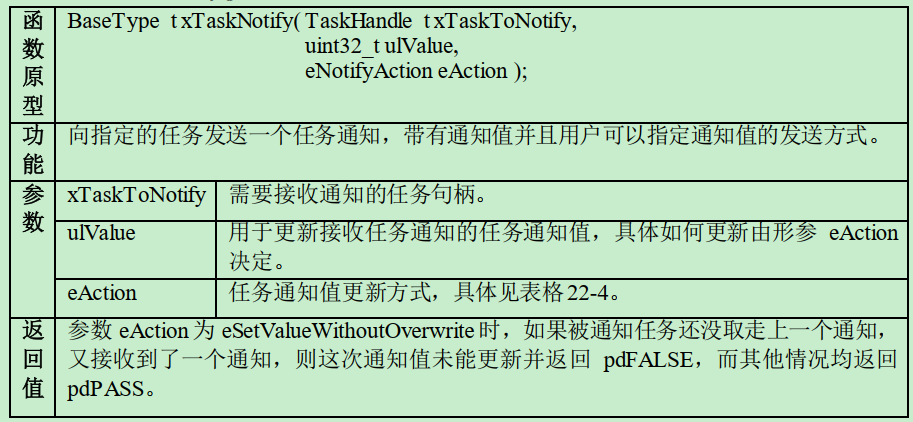 函数原型
BaseType t xTaskNotify( TaskHandle t xTaskToNotify,
uint32_t ulValue,
eNotifyAction eAction );
功能
向指定的任务发送一个任务通知，带有通知值并且用户可以指定通知值的发送方式。
参数
xTaskToNotify 需要接收通知的任务句柄。
ulValue 用于更新接收任务通知的任务通知值，具体如何更新由形参 eAction
决定。
eAction 任务通知值更新方式，具体见表格 22-4。
返回值
参数 eAction 为 eSetValueWithoutOverwrite 时，如果被通知任务还没取走上一个通知，
又接收到了一个通知，则这次通知值未能更新并返回 pdFALSE，而其他情况均返回
pdPASS。